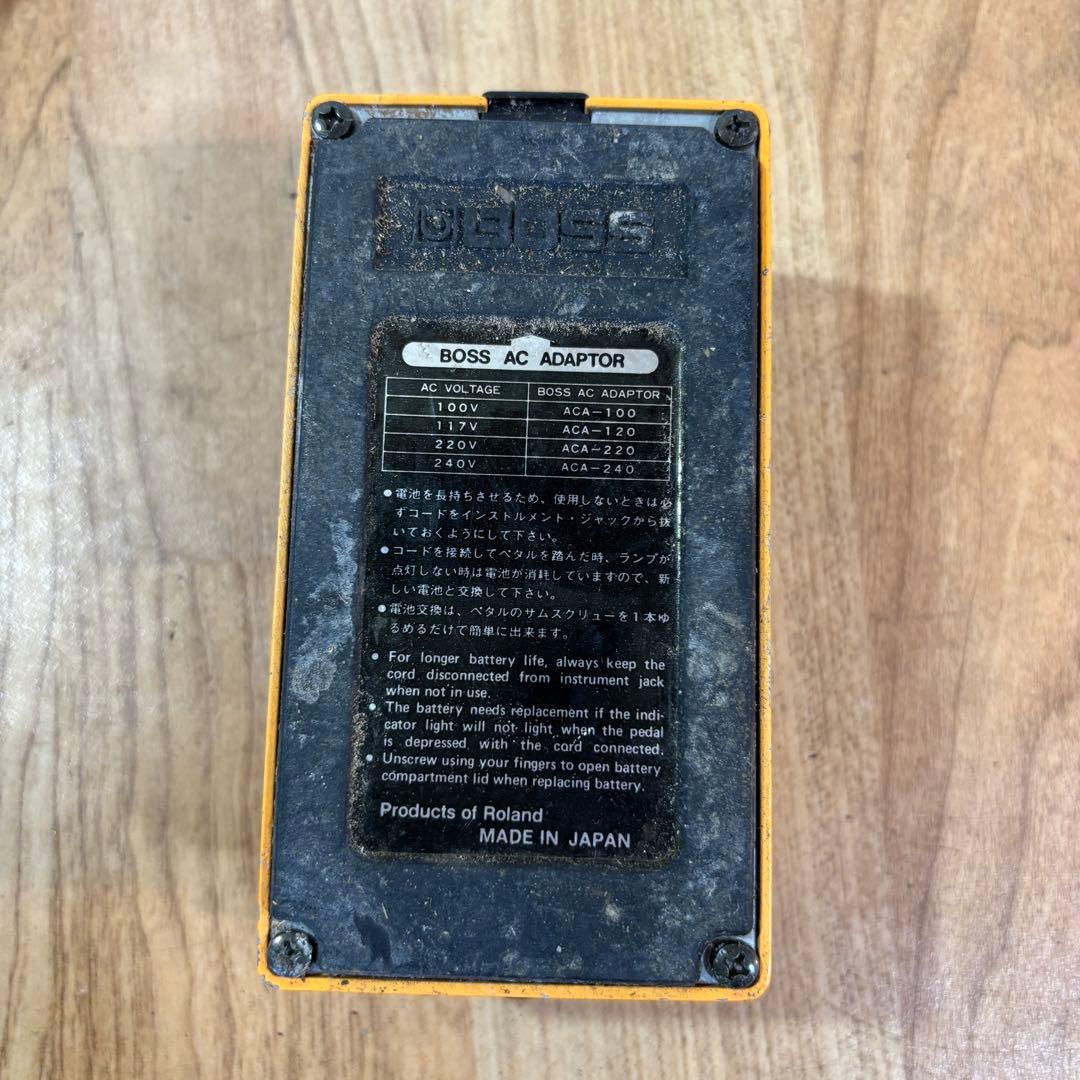 BOSS
BOSS AC ADAPTOR
AC VOLTAGE BOSS AC ADAPTOR
100V ACA-100
117V ACA-120
220V ACA-220
240V ACA-240
●電池を長持ちさせるため、使用しないときは必
ずコードをインストルメント・ジャックから抜
いておくようにして下さい。
●コードを接続してペタルを踏んだ時、ランプが
点灯しない時は電池が消耗していますので、新
しい電池と交換して下さい。
●電池交換は、ペタルのサムスクリューを1本ゆ
るめるだけで簡単に出来ます。
● For longer battery life, always keep the
cord disconnected from instrument jack
when not in use.
● The battery needs replacement if the indi-
cator light will not light when the pedal
is depressed with the cord connected.
● Unscrew using your fingers to open battery
compartment lid when replacing battery.
Products of Roland
MADE IN JAPAN